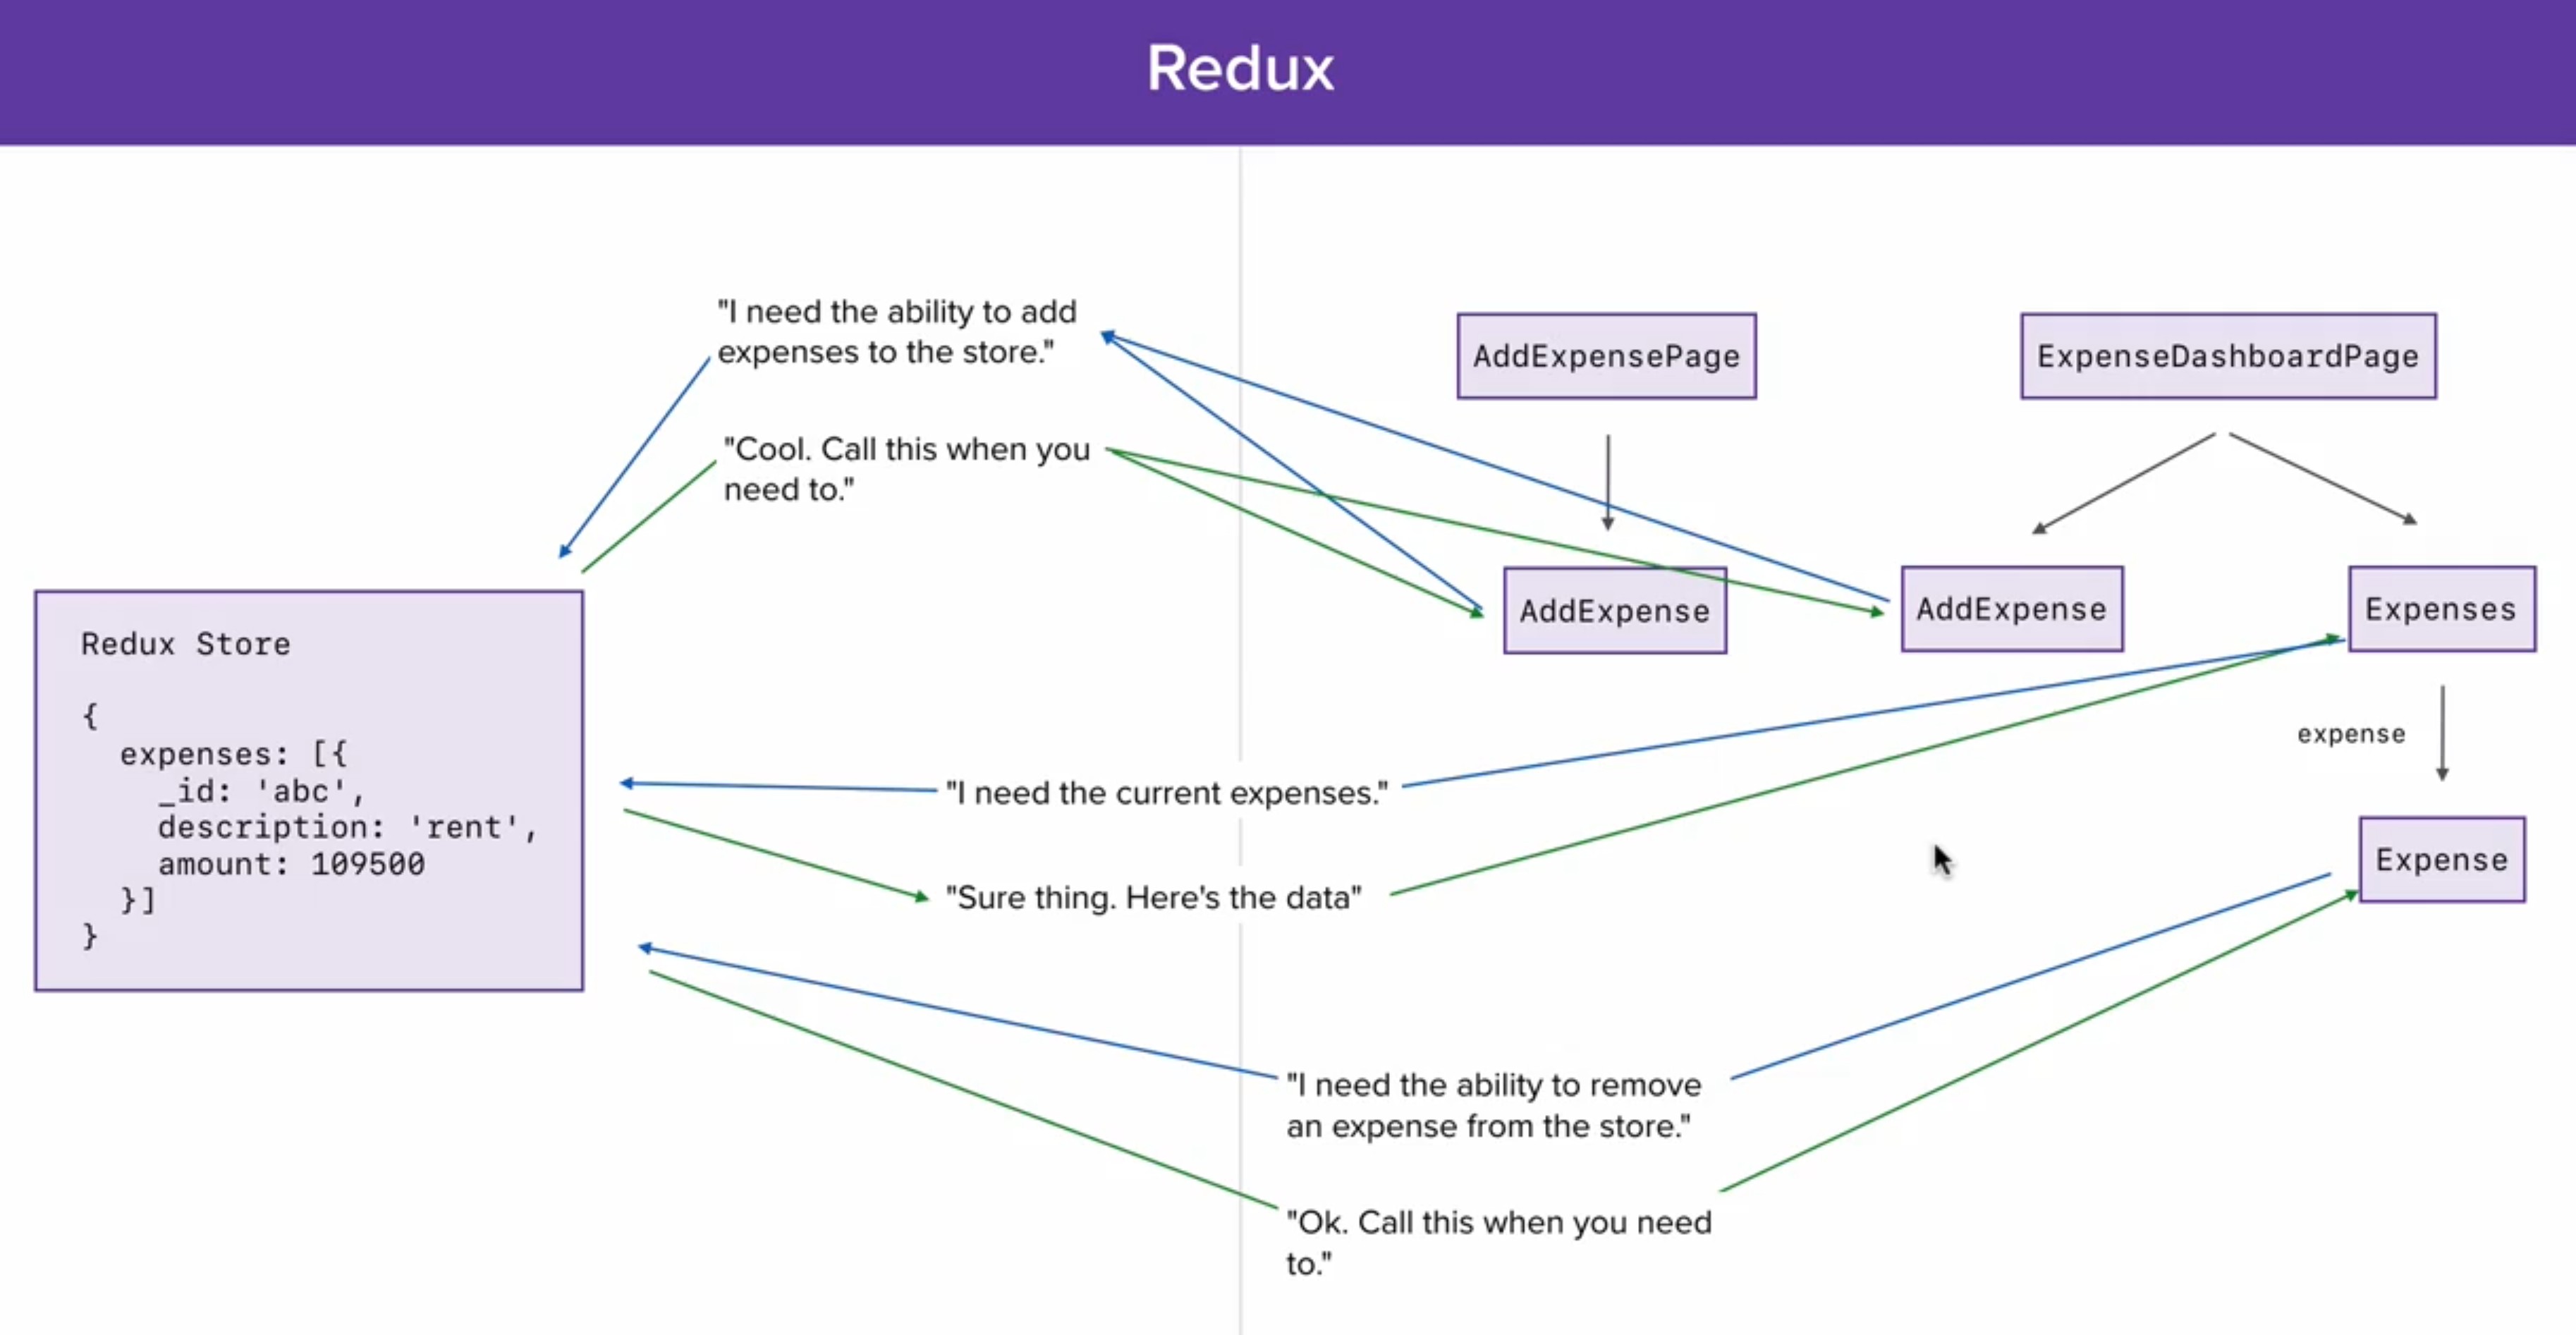 Redux
"I need the ability to add
expenses to the store."
"Cool. Call this when you
need to."
AddExpensePage
ExpenseDashboardPage
AddExpense
AddExpense
Expenses
Redux Store
{
  expenses: [{
    _id: 'abc',
    description: 'rent',
    amount: 109500
  }]
}
"I need the current expenses."
"Sure thing. Here's the data"
expense
Expense
"I need the ability to remove
an expense from the store."
"Ok. Call this when you need
to."